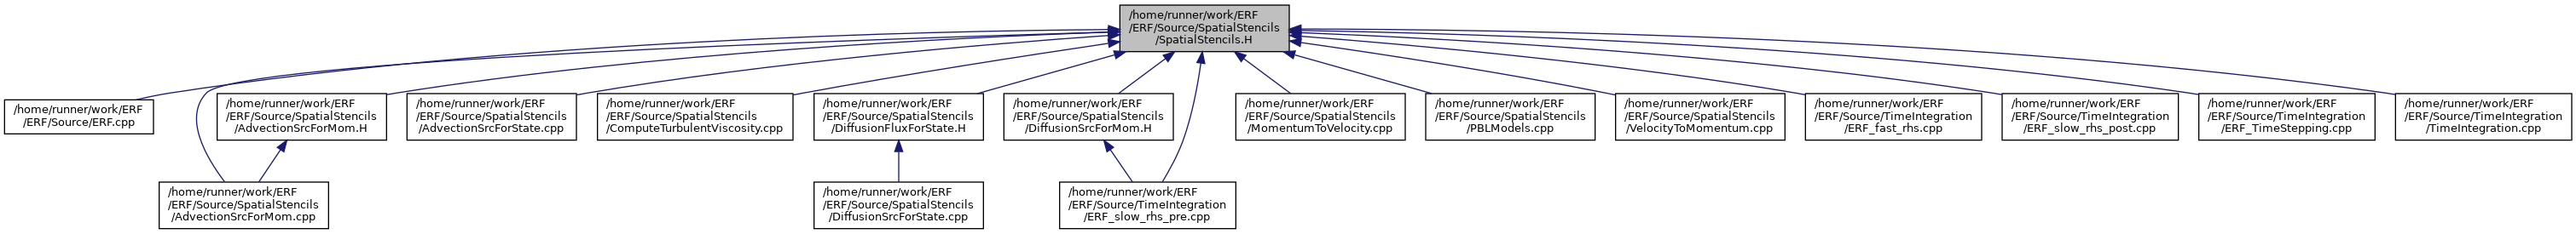 /home/runner/work/ERF
/ERF/Source/SpatialStencils
/SpatialStencils.H
/home/runner/work/ERF
/ERF/Source/ERF.cpp
/home/runner/work/ERF
/ERF/Source/SpatialStencils
/AdvectionSrcForMom.H
/home/runner/work/ERF
/ERF/Source/SpatialStencils
/AdvectionSrcForState.cpp
/home/runner/work/ERF
/ERF/Source/SpatialStencils
/ComputeTurbulentViscosity.cpp
/home/runner/work/ERF
/ERF/Source/SpatialStencils
/DiffusionFluxForState.H
/home/runner/work/ERF
/ERF/Source/SpatialStencils
/DiffusionSrcForMom.H
/home/runner/work/ERF
/ERF/Source/SpatialStencils
/MomentumToVelocity.cpp
/home/runner/work/ERF
/ERF/Source/SpatialStencils
/PBLModels.cpp
/home/runner/work/ERF
/ERF/Source/SpatialStencils
/VelocityToMomentum.cpp
/home/runner/work/ERF
/ERF/Source/TimeIntegration
/ERF_fast_rhs.cpp
/home/runner/work/ERF
/ERF/Source/TimeIntegration
/ERF_slow_rhs_post.cpp
/home/runner/work/ERF
/ERF/Source/TimeIntegration
/ERF_TimeStepping.cpp
/home/runner/work/ERF
/ERF/Source/TimeIntegration
/TimeIntegration.cpp
/home/runner/work/ERF
/ERF/Source/SpatialStencils
/AdvectionSrcForMom.cpp
/home/runner/work/ERF
/ERF/Source/SpatialStencils
/DiffusionSrcForState.cpp
/home/runner/work/ERF
/ERF/Source/TimeIntegration
/ERF_slow_rhs_pre.cpp